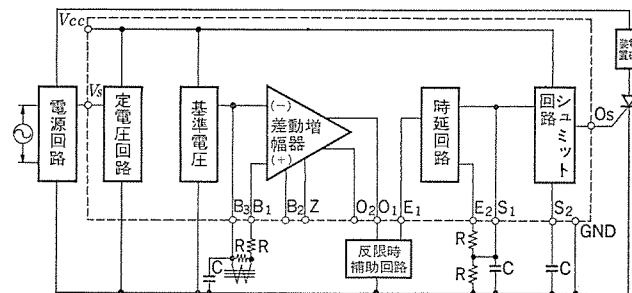 Vcc
Vs
電源回路
定電圧回路
基準電圧
(−)
差動増
幅器
(+)
時延回路
シュミット
回路
Os
B3
B1
B2
Z
O2
O1
E1
E2
S1
S2
GND
R
R
C
反限時
補助回路
R
R
C
C